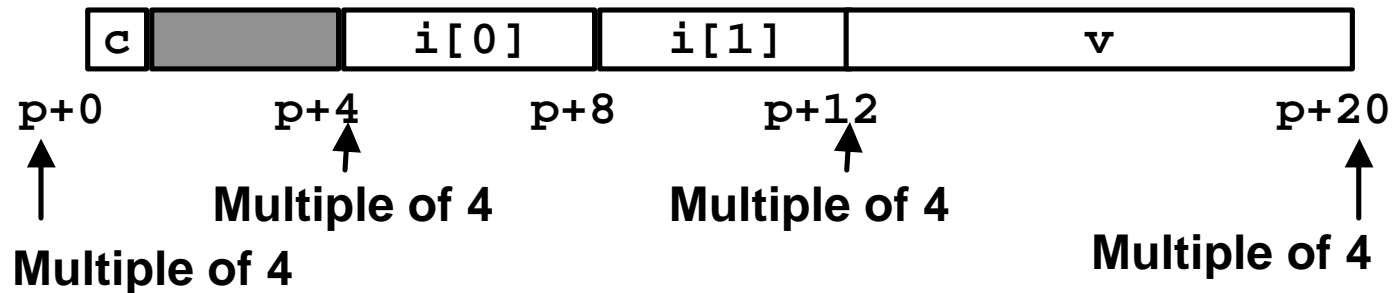 c i[0] i[1] v
p+0 p+4 p+8 p+12 p+20
Multiple of 4 Multiple of 4
Multiple of 4 Multiple of 4